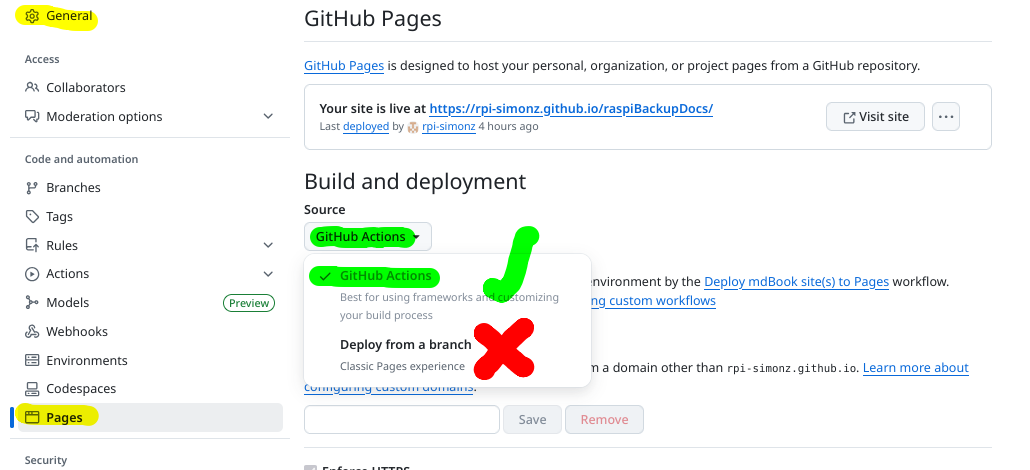 General
Access
Collaborators
Moderation options
Code and automation
Branches
Tags
Rules
Actions
Models Preview
Webhooks
Environments
Codespaces
Pages
Security
GitHub Pages
GitHub Pages is designed to host your personal, organization, or project pages from a GitHub repository.
Your site is live at https://rpi-simonz.github.io/raspiBackupDocs/
Last deployed by rpi-simonz 4 hours ago
Visit site
Build and deployment
Source
GitHub Actions
GitHub Actions
Best for using frameworks and customizing
your build process
Deploy from a branch
Classic Pages experience
environment by the Deploy mdBook site(s) to Pages workflow.
custom workflows
a domain other than rpi-simonz.github.io. Learn more about
configuring custom domains.
Save Remove
Enforce HTTPS